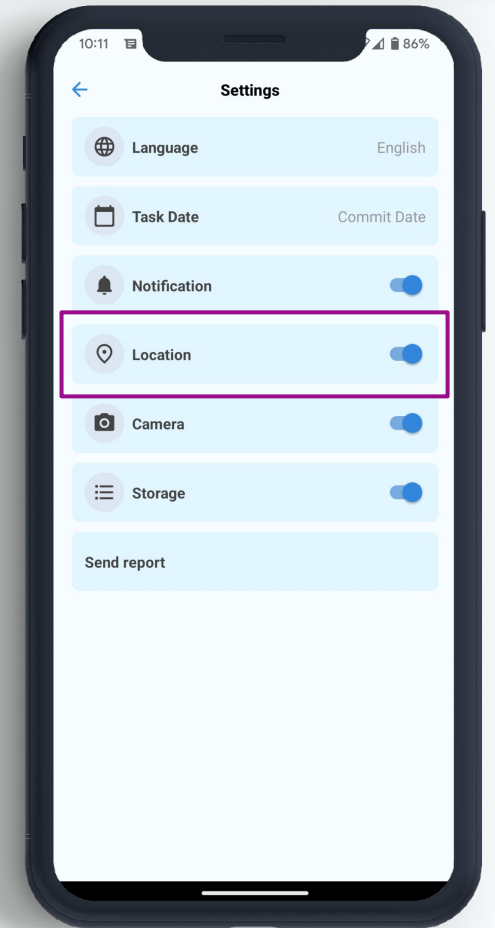 10:11
86%
Settings
Language English
Task Date Commit Date
Notification
Location
Camera
Storage
Send report